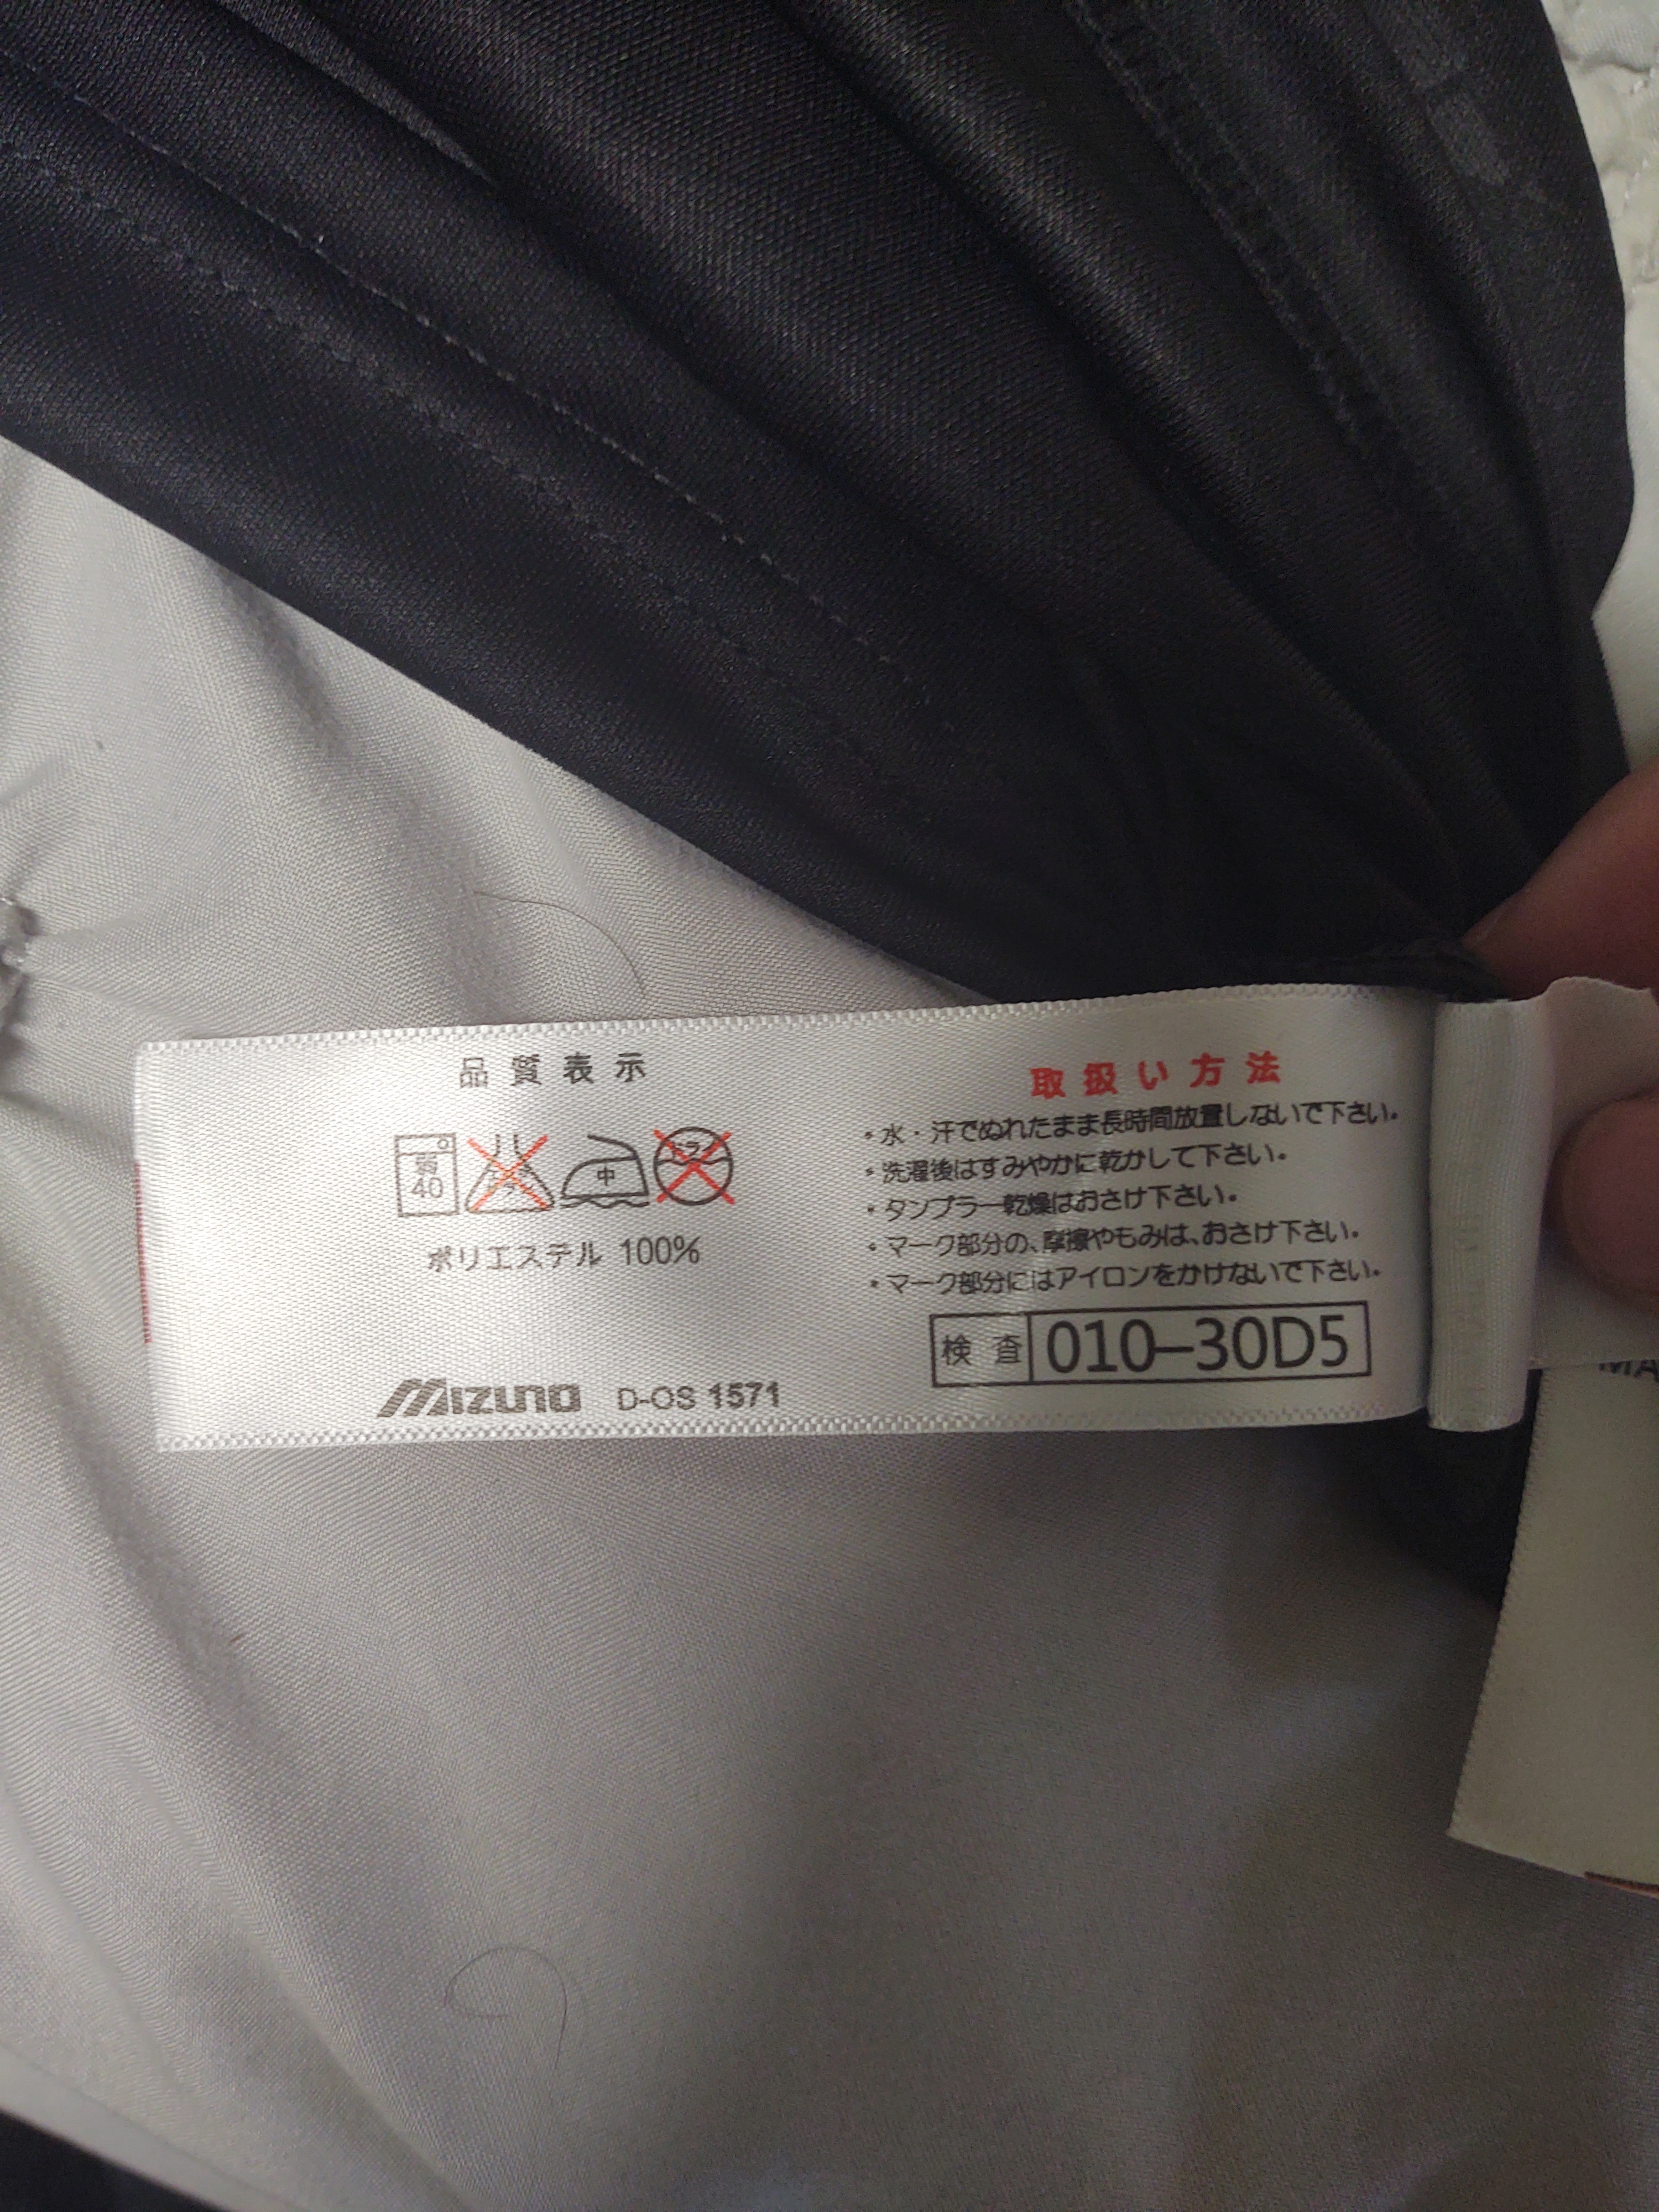 品質表示
弱
40
中
ドライ
ポリエステル 100%
MIZUNO D-OS 1571
取扱い方法
・水・汗でぬれたまま長時間放置しないで下さい。
・洗濯後はすみやかに乾かして下さい。
・タンブラー乾燥はおさけ下さい。
・マーク部分の、摩擦やもみは、おさけ下さい。
・マーク部分にはアイロンをかけないで下さい。
検査 010-30D5
MA